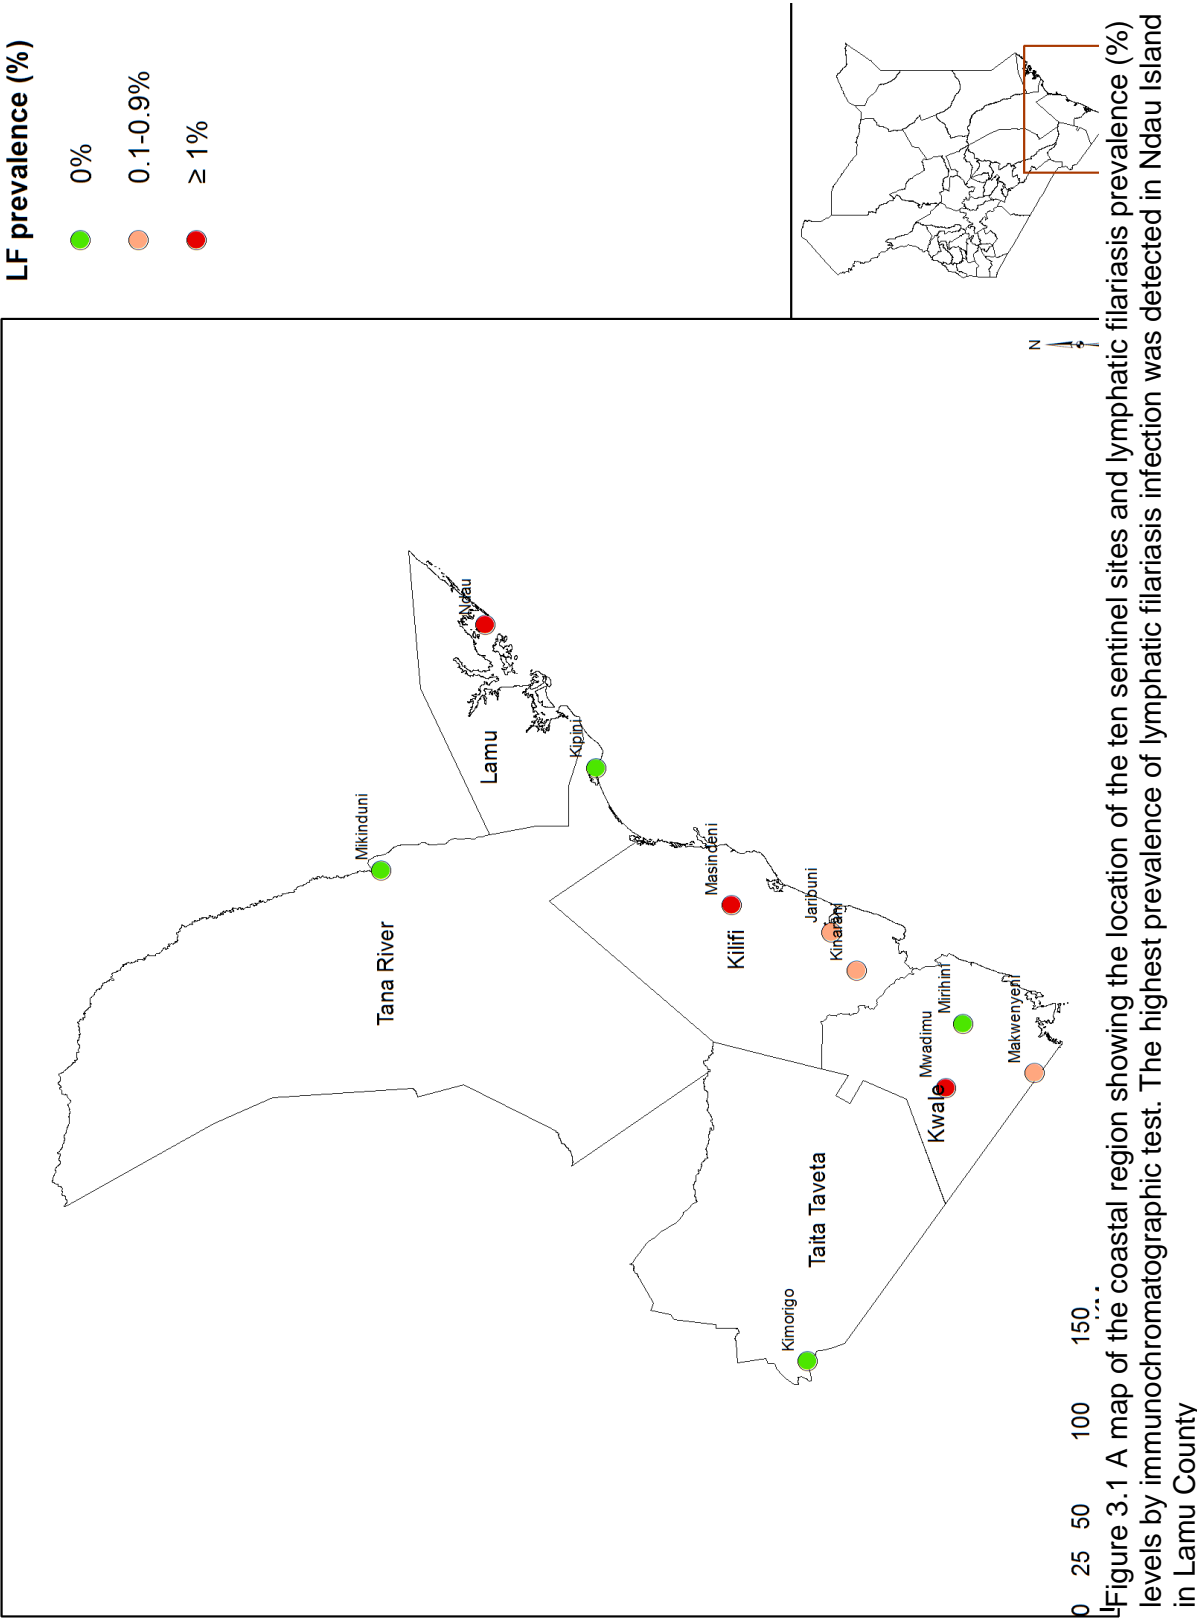 LF prevalence (%)
0%
0.1-0.9%
≥ 1%
Mikinduni
Tana River
Ndau
Lamu
Kipini
Masindeni
Kilifi
Jaribuni
Kinarani
Mirihini
Mwadimu
Kwale
Makwenyeni
Taita Taveta
Kimorigo
N
0 25 50 100 150
Figure 3.1 A map of the coastal region showing the location of the ten sentinel sites and lymphatic filariasis prevalence (%)
levels by immunochromatographic test. The highest prevalence of lymphatic filariasis infection was detected in Ndau Island
in Lamu County